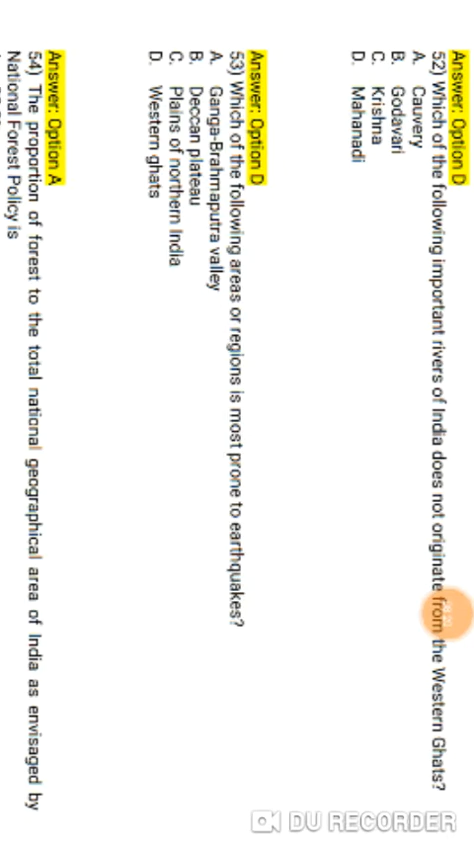 Answer: Option D
52) Which of the following important rivers of India does not originate from the Western Ghats?
A. Cauvery
B. Godavari
C. Krishna
D. Mahanadi
Answer: Option D
53) Which of the following areas or regions is most prone to earthquakes?
A. Ganga-Brahmaputra valley
B. Deccan plateau
C. Plains of northern India
D. Western ghats
Answer: Option A
54) The proportion of forest to the total national geographical area of India as envisaged by
National Forest Policy is
DU RECORDER